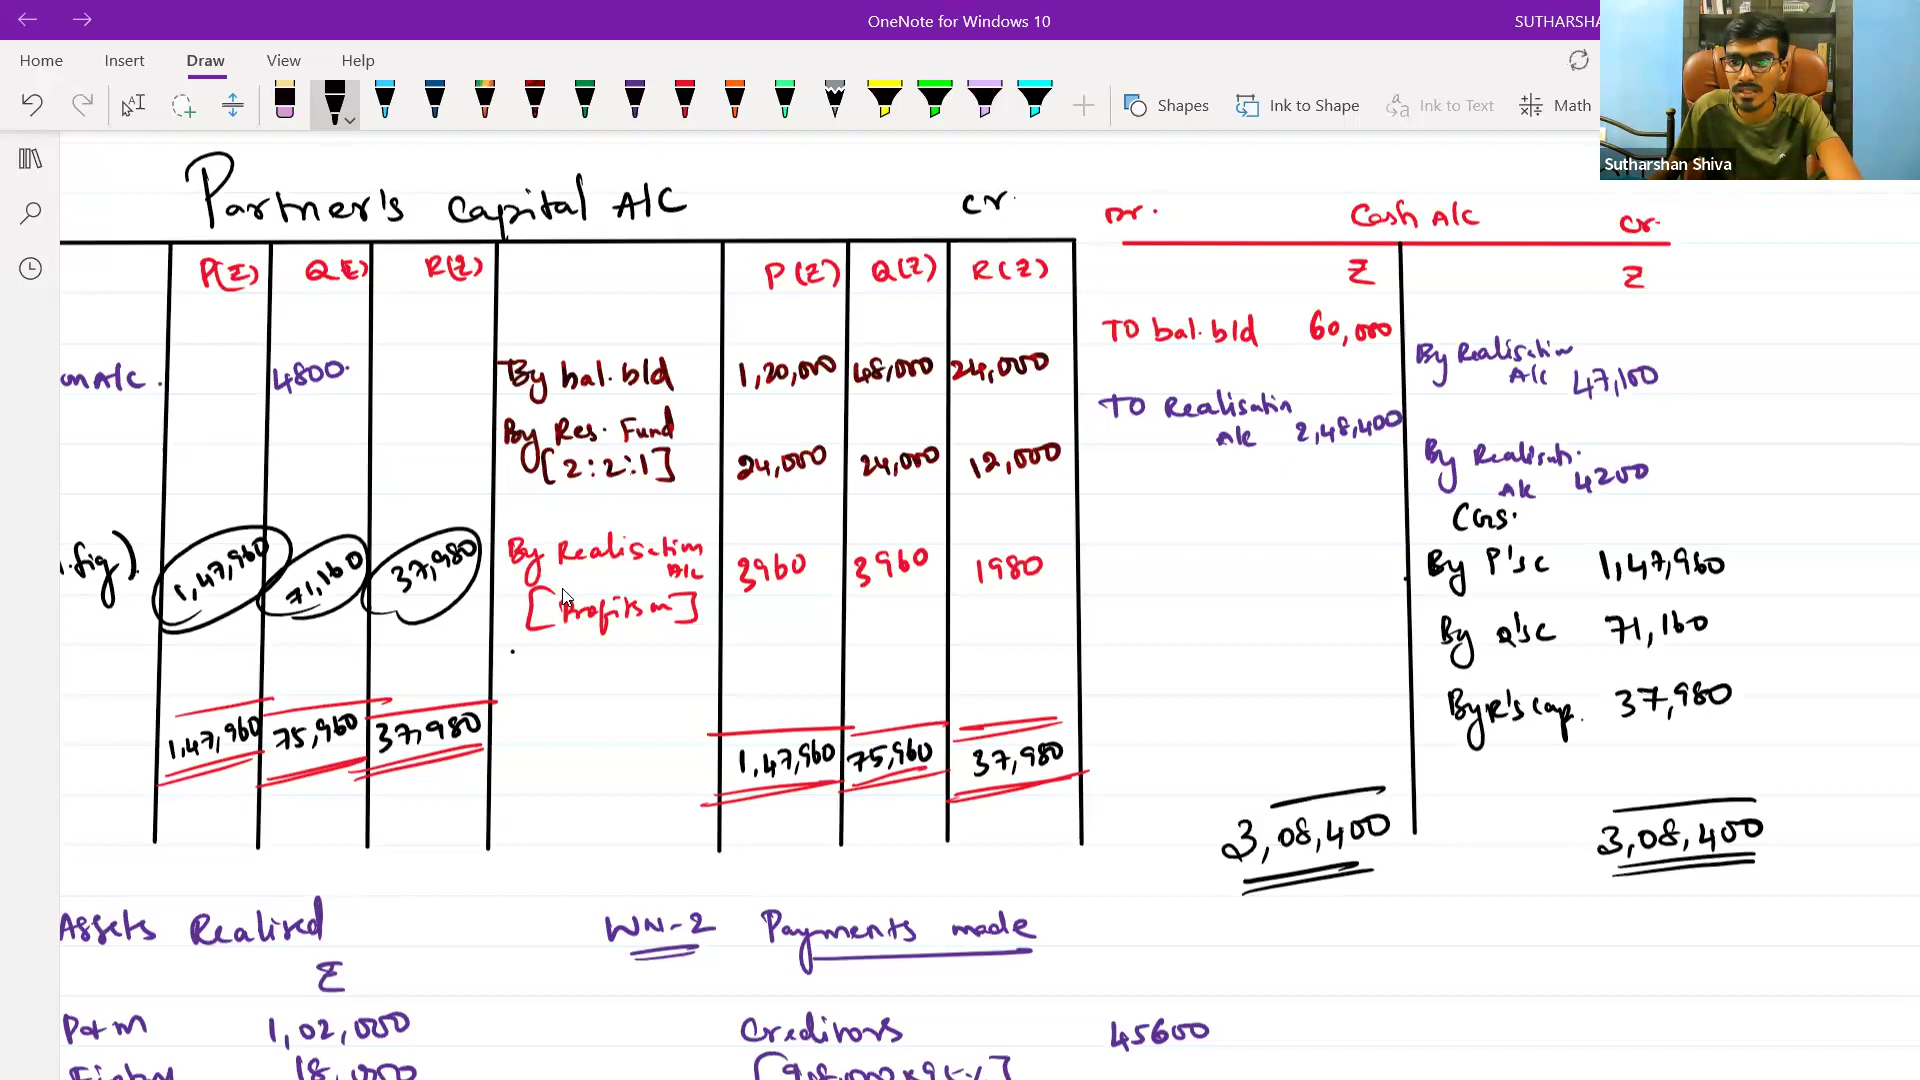 OneNote for Windows 10
SUTHARSHA
Home Insert Draw View Help
Shapes Ink to Shape Ink to Text Math
Sutharshan Shiva
Partner's capital A/C cr.
P(₹) Q(₹) R(₹) P(₹) Q(₹) R(₹)
on A/c. 4800. By bal. b/d 1,20,000 48,000 24,000
By Res. Fund
[2:2:1] 24,000 24,000 12,000
.fig) 1,47,960 71,160 37,980 By Realisation
A/c 3960 3960 1980
[Profits on]
1,47,960 75,960 37,980 1,47,960 75,960 37,980
Dr. Cash A/c cr.
₹ ₹
TO bal. b/d 60,000
By Realisation
A/c 47,100
TO Realisatin
A/c 2,48,400
By Realisati.
A/c 4200
By P's c 1,47,960
By Q's c 71,160
By R's cap. 37,980
3,08,400 3,08,400
Assets Realised
₹
P+m 1,02,000
WN-2 Payments made
Creditors 45600